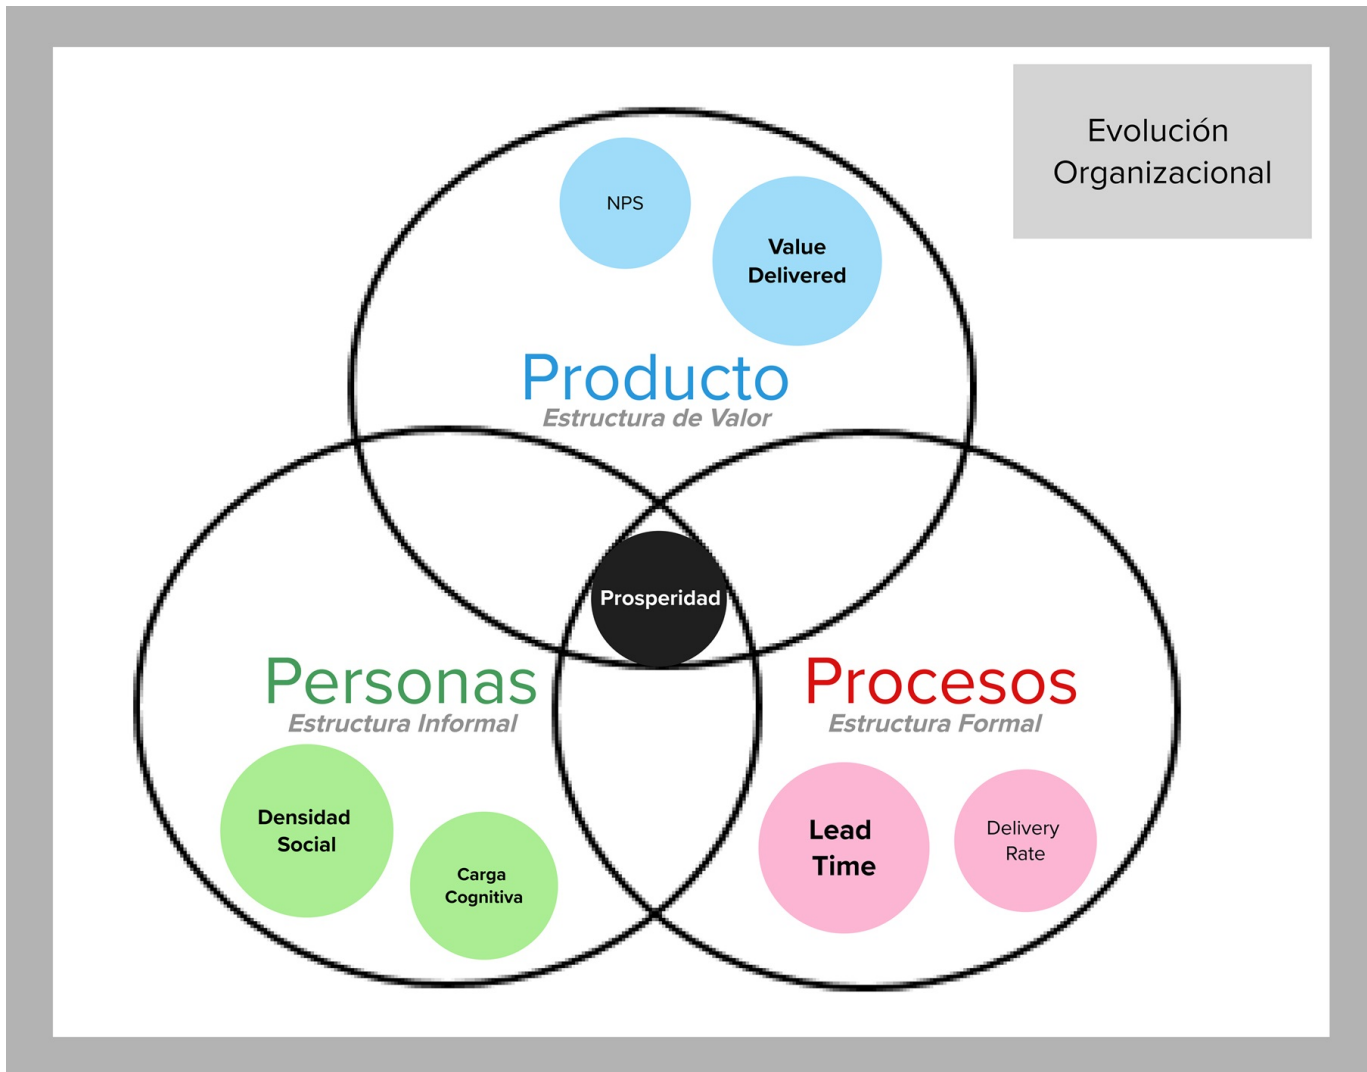 Evolución
Organizacional
NPS
Value
Delivered
Producto
Estructura de Valor
Prosperidad
Personas
Estructura Informal
Procesos
Estructura Formal
Densidad
Social
Carga
Cognitiva
Lead
Time
Delivery
Rate